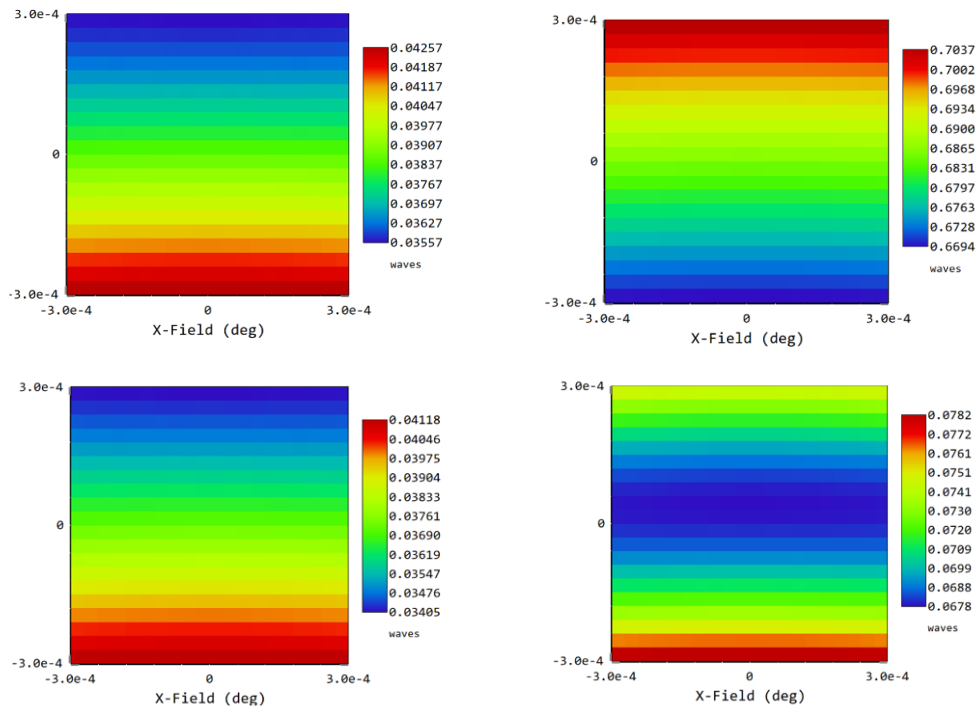 3.0e-4
0
-3.0e-4
-3.0e-4
0
3.0e-4
X-Field (deg)
0.04257
0.04187
0.04117
0.04047
0.03977
0.03907
0.03837
0.03767
0.03697
0.03627
0.03557
waves
3.0e-4
0
-3.0e-4
-3.0e-4
0
3.0e-4
X-Field (deg)
0.7037
0.7002
0.6968
0.6934
0.6900
0.6865
0.6831
0.6797
0.6763
0.6728
0.6694
waves
3.0e-4
0
-3.0e-4
-3.0e-4
0
3.0e-4
X-Field (deg)
0.04118
0.04046
0.03975
0.03904
0.03833
0.03761
0.03690
0.03619
0.03547
0.03476
0.03405
waves
3.0e-4
0
-3.0e-4
-3.0e-4
0
3.0e-4
X-Field (deg)
0.0782
0.0772
0.0761
0.0751
0.0741
0.0730
0.0720
0.0709
0.0699
0.0688
0.0678
waves